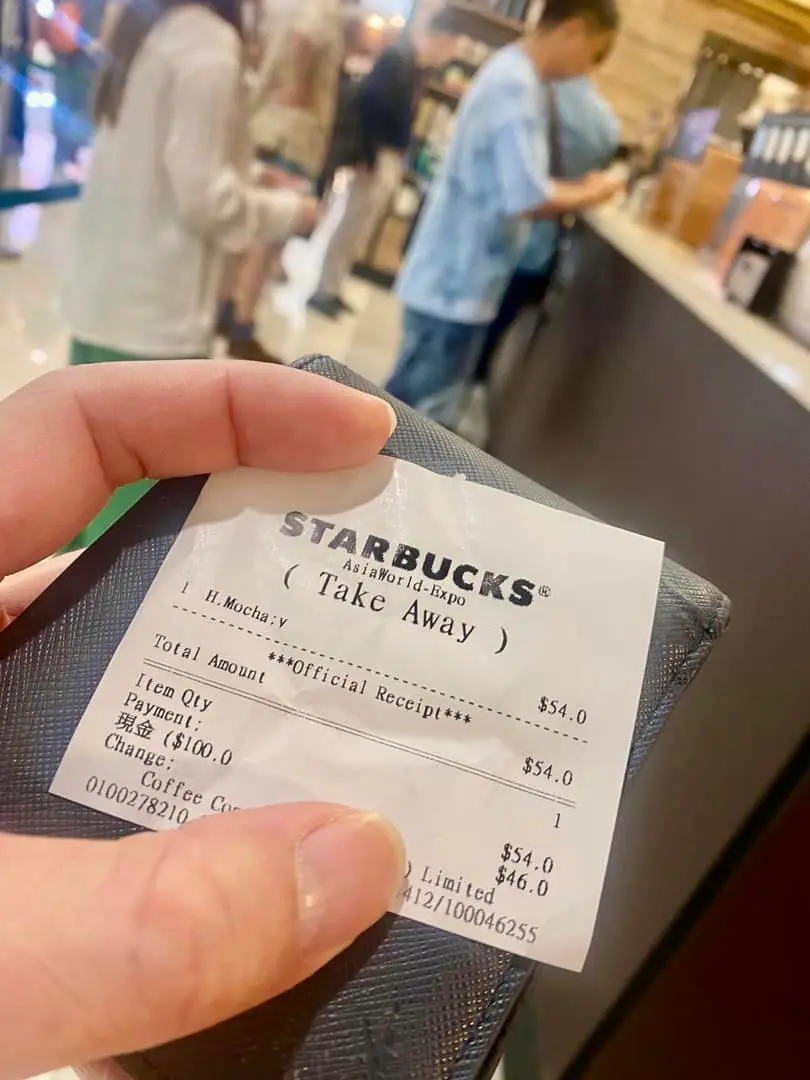 STARBUCKS®
AsiaWorld-Expo
( Take Away )
1 H.Mocha;y $54.0
***Official Receipt***
Total Amount $54.0
Item Qty 1
Payment:
現金 ($100.0 $54.0
Change: $46.0
Coffee ) Limited
0100278210 412/100046255